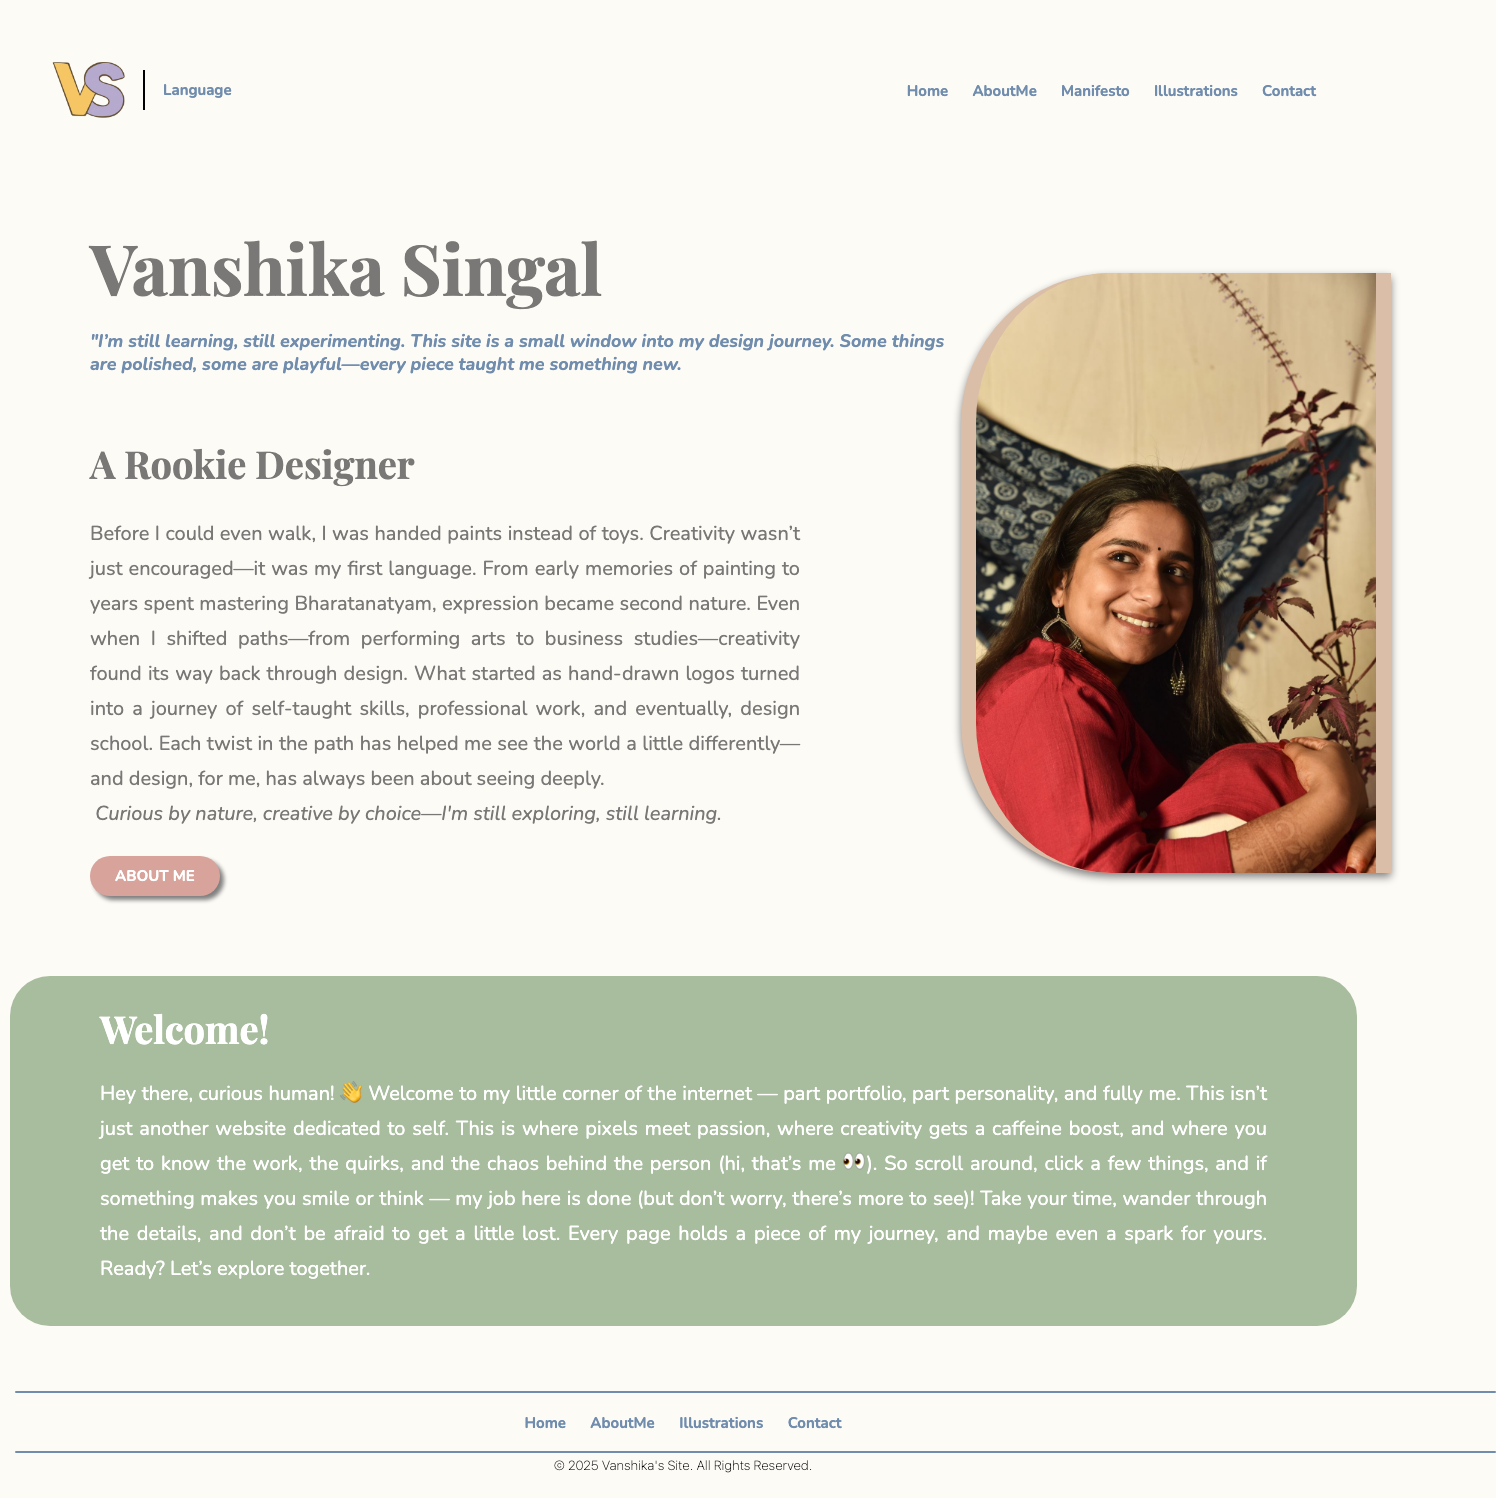 VS
Language
Home AboutMe Manifesto Illustrations Contact
Vanshika Singal
"I'm still learning, still experimenting. This site is a small window into my design journey. Some things
are polished, some are playful—every piece taught me something new.
A Rookie Designer
Before I could even walk, I was handed paints instead of toys. Creativity wasn't
just encouraged—it was my first language. From early memories of painting to
years spent mastering Bharatanatyam, expression became second nature. Even
when I shifted paths—from performing arts to business studies—creativity
found its way back through design. What started as hand-drawn logos turned
into a journey of self-taught skills, professional work, and eventually, design
school. Each twist in the path has helped me see the world a little differently—
and design, for me, has always been about seeing deeply.
Curious by nature, creative by choice—I'm still exploring, still learning.
ABOUT ME
Welcome!
Hey there, curious human! 👋 Welcome to my little corner of the internet — part portfolio, part personality, and fully me. This isn't
just another website dedicated to self. This is where pixels meet passion, where creativity gets a caffeine boost, and where you
get to know the work, the quirks, and the chaos behind the person (hi, that's me 👀). So scroll around, click a few things, and if
something makes you smile or think — my job here is done (but don't worry, there's more to see)! Take your time, wander through
the details, and don't be afraid to get a little lost. Every page holds a piece of my journey, and maybe even a spark for yours.
Ready? Let's explore together.
Home AboutMe Illustrations Contact
© 2025 Vanshika's Site. All Rights Reserved.